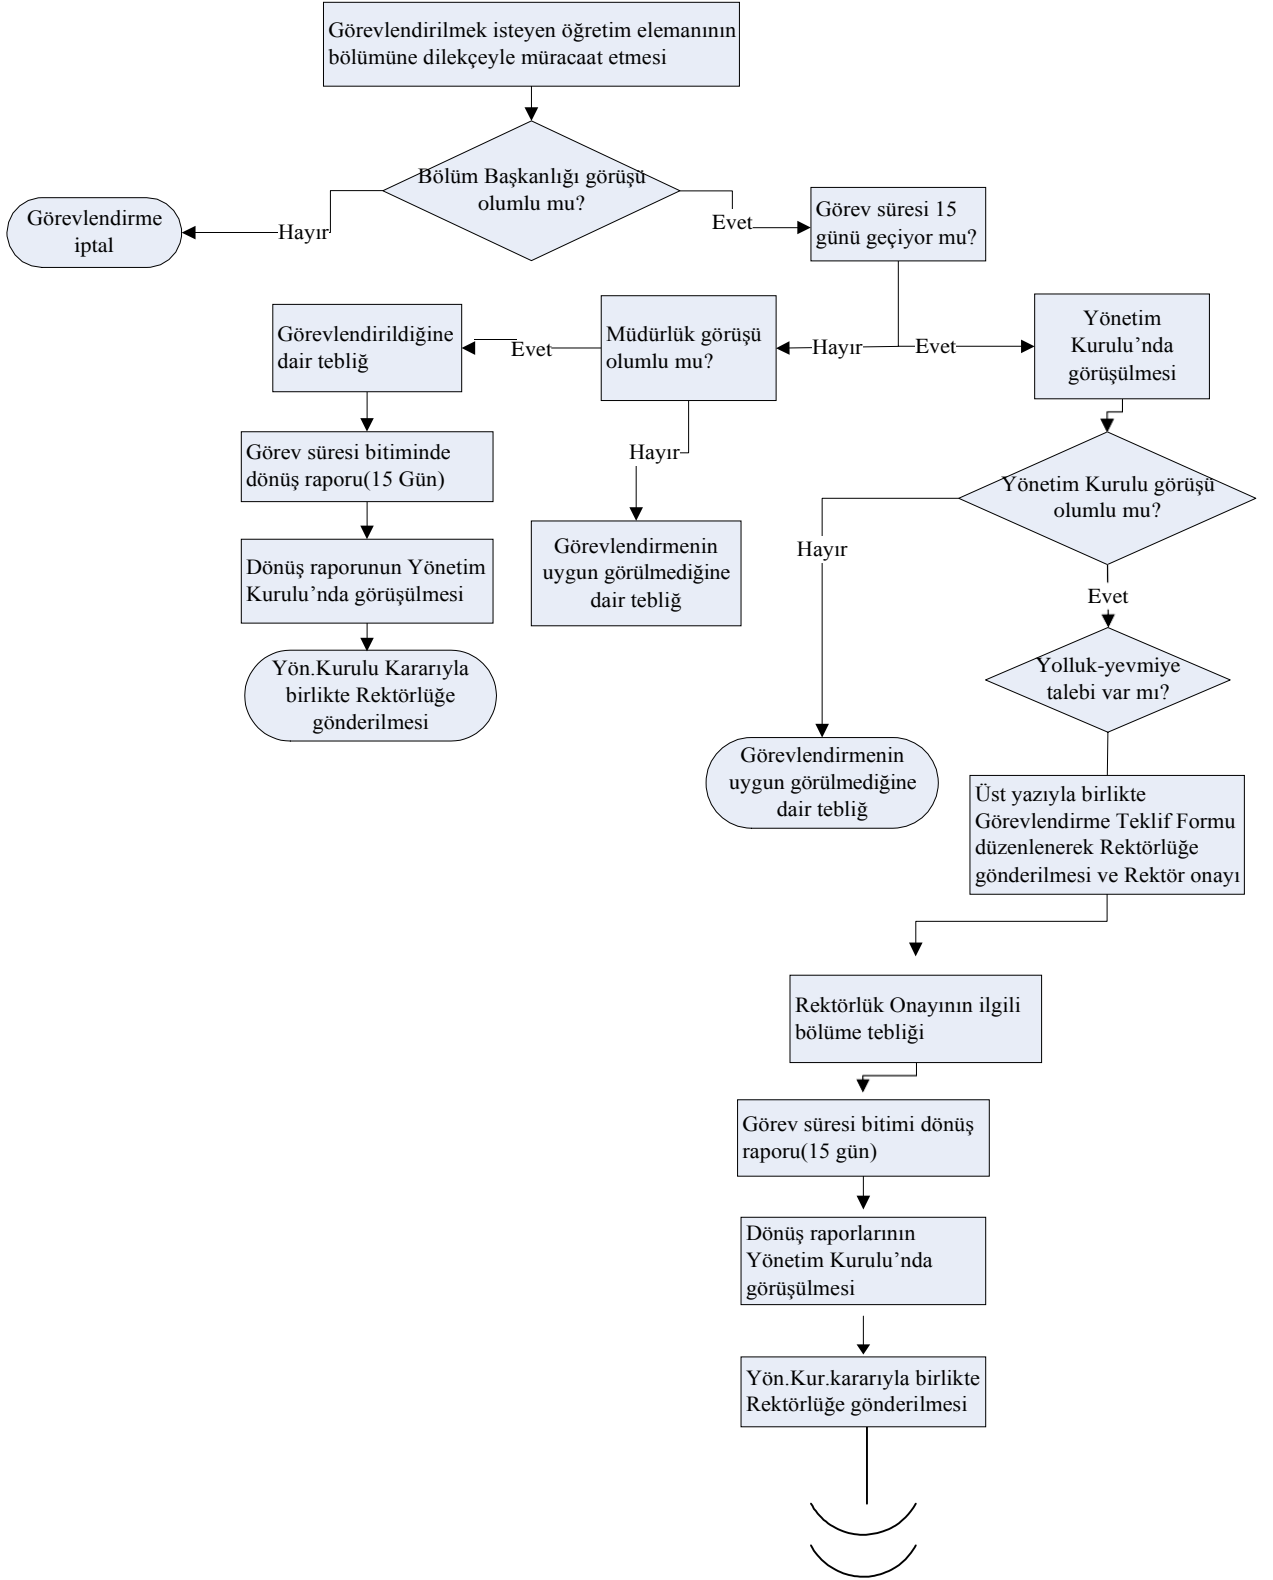 Görevlendirilmek isteyen öğretim elemanının
bölümüne dilekçeyle müracaat etmesi
Bölüm Başkanlığı görüşü
olumlu mu?
Hayır
Görevlendirme
iptal
Evet
Görev süresi 15
günü geçiyor mu?
Hayır
Evet
Müdürlük görüşü
olumlu mu?
Evet
Görevlendirildiğine
dair tebliğ
Görev süresi bitiminde
dönüş raporu(15 Gün)
Dönüş raporunun Yönetim
Kurulu’nda görüşülmesi
Yön.Kurulu Kararıyla
birlikte Rektörlüğe
gönderilmesi
Hayır
Görevlendirmenin
uygun görülmediğine
dair tebliğ
Yönetim
Kurulu’nda
görüşülmesi
Yönetim Kurulu görüşü
olumlu mu?
Hayır
Görevlendirmenin
uygun görülmediğine
dair tebliğ
Evet
Yolluk-yevmiye
talebi var mı?
Üst yazıyla birlikte
Görevlendirme Teklif Formu
düzenlenerek Rektörlüğe
gönderilmesi ve Rektör onayı
Rektörlük Onayının ilgili
bölüme tebliği
Görev süresi bitimi dönüş
raporu(15 gün)
Dönüş raporlarının
Yönetim Kurulu’nda
görüşülmesi
Yön.Kur.kararıyla birlikte
Rektörlüğe gönderilmesi